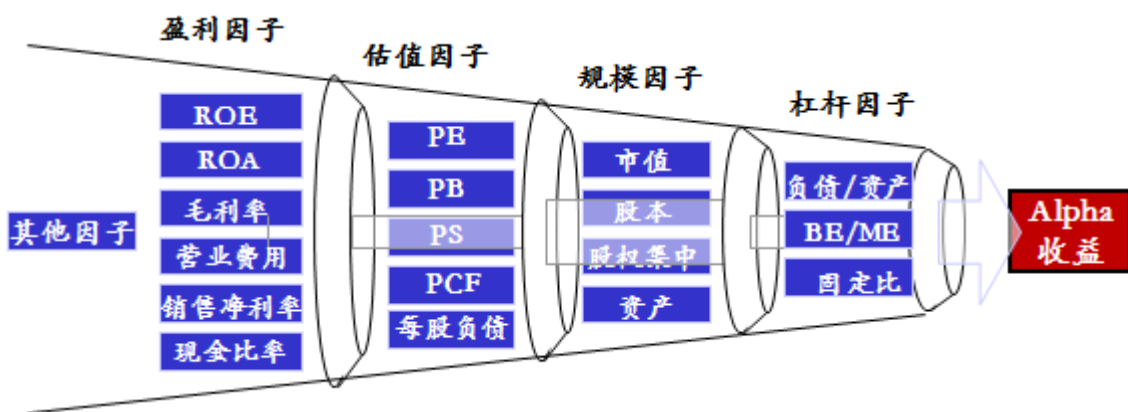 盈利因子
估值因子
规模因子
杠杆因子
其他因子
ROE
ROA
毛利率
营业费用
销售净利率
现金比率
PE
PB
PS
PCF
每股负债
市值
股本
股权集中
资产
负债/资产
BE/ME
固定比
Alpha
收益